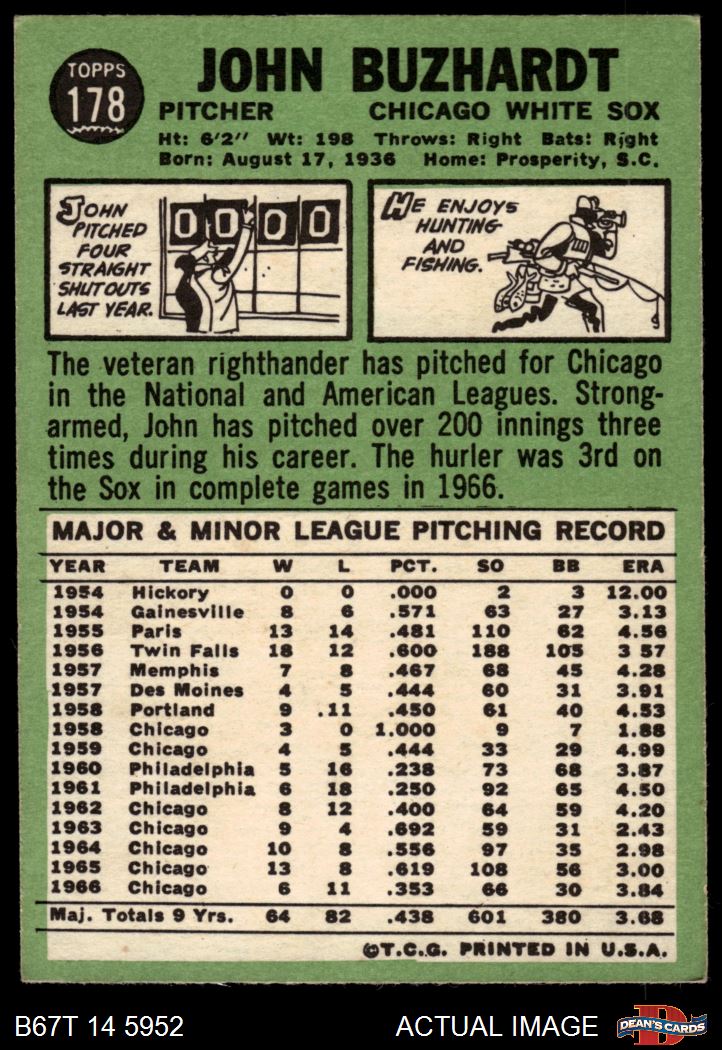 TOPPS
178
JOHN BUZHARDT
PITCHER CHICAGO WHITE SOX
Ht: 6'2" Wt: 198 Throws: Right Bats: Right
Born: August 17, 1936 Home: Prosperity, S.C.
JOHN
PITCHED
FOUR
STRAIGHT
SHUTOUTS
LAST YEAR.
0 0 0 0
HE ENJOYS
HUNTING
AND
FISHING.
The veteran righthander has pitched for Chicago
in the National and American Leagues. Strong-
armed, John has pitched over 200 innings three
times during his career. The hurler was 3rd on
the Sox in complete games in 1966.
MAJOR & MINOR LEAGUE PITCHING RECORD
YEAR TEAM W L PCT. SO BB ERA
1954 Hickory 0 0 .000 2 3 12.00
1954 Gainesville 8 6 .571 63 27 3.13
1955 Paris 13 14 .481 110 62 4.56
1956 Twin Falls 18 12 .600 188 105 3 57
1957 Memphis 7 8 .467 68 45 4.28
1957 Des Moines 4 5 .444 60 31 3.91
1958 Portland 9 .11 .450 61 40 4.53
1958 Chicago 3 0 1.000 9 7 1.88
1959 Chicago 4 5 .444 33 29 4.99
1960 Philadelphia 5 16 .238 73 68 3.87
1961 Philadelphia 6 18 .250 92 65 4.50
1962 Chicago 8 12 .400 64 59 4.20
1963 Chicago 9 4 .692 59 31 2.43
1964 Chicago 10 8 .556 97 35 2.98
1965 Chicago 13 8 .619 108 56 3.00
1966 Chicago 6 11 .353 66 30 3.84
Maj. Totals 9 Yrs. 64 82 .438 601 380 3.68
©T.C.G. PRINTED IN U.S.A.
B67T 14 5952 ACTUAL IMAGE
D
DEAN'S CARDS